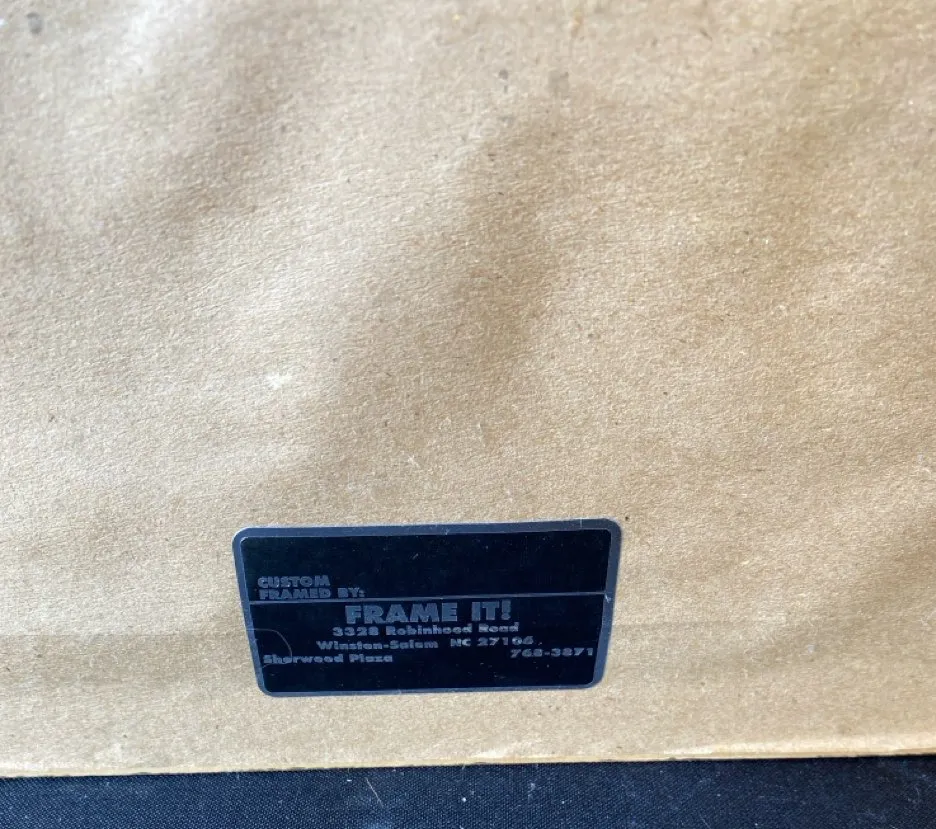 CUSTOM
FRAMED BY:
FRAME IT!
3328 Robinhood Road
Winston-Salem NC 27106
Sherwood Plaza 768-3871